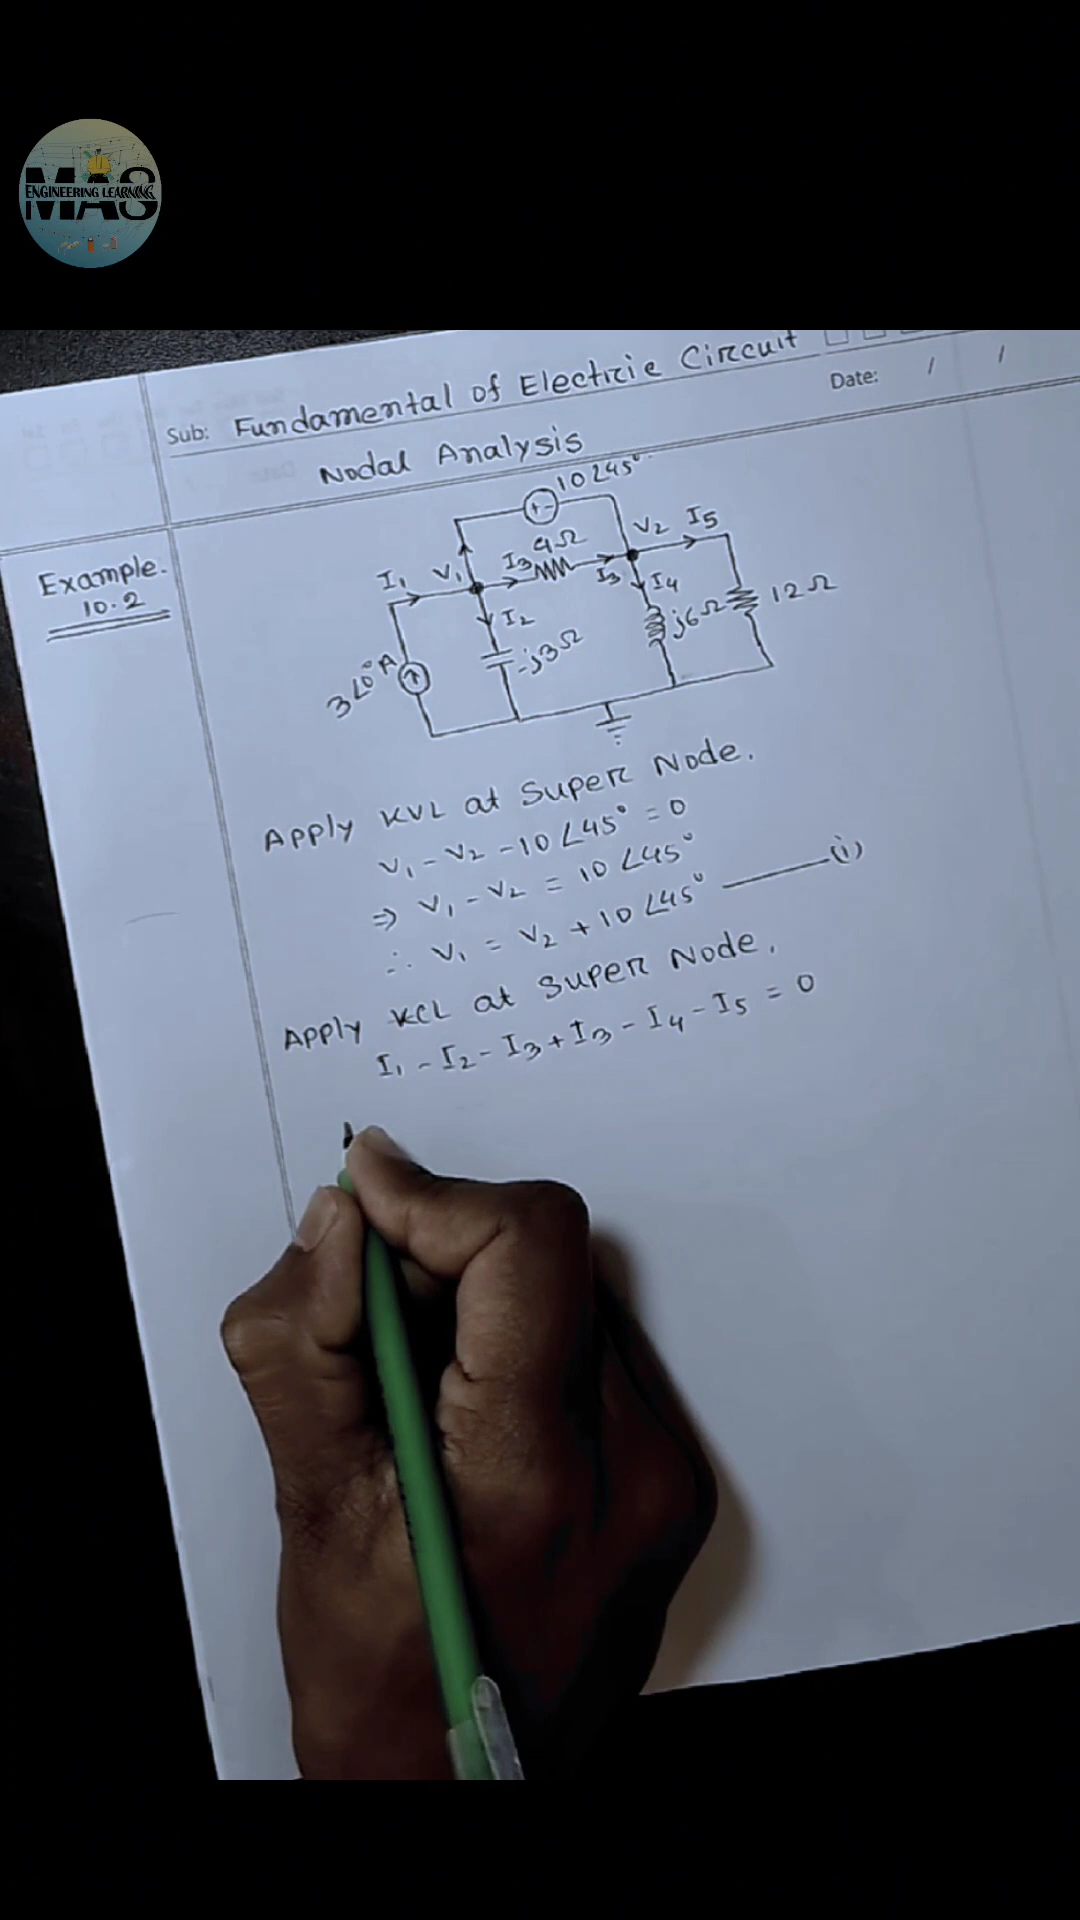 MAS
ENGINEERING LEARNING
Sub: Fundamental of Electric Circuit
Date: / /
Nodal Analysis
Example.
10.2
10∠45°
I₁ V₁ I₃ 4Ω I₃ V₂ I₅
I₂ I₄
3∠0°A -j3Ω j6Ω 12Ω
Apply KVL at Super Node.
V₁ - V₂ - 10∠45° = 0
⇒ V₁ - V₂ = 10∠45°
∴ V₁ = V₂ + 10∠45° ——(i)
Apply KCL at Super Node.
I₁ - I₂ - I₃ + I₃ - I₄ - I₅ = 0